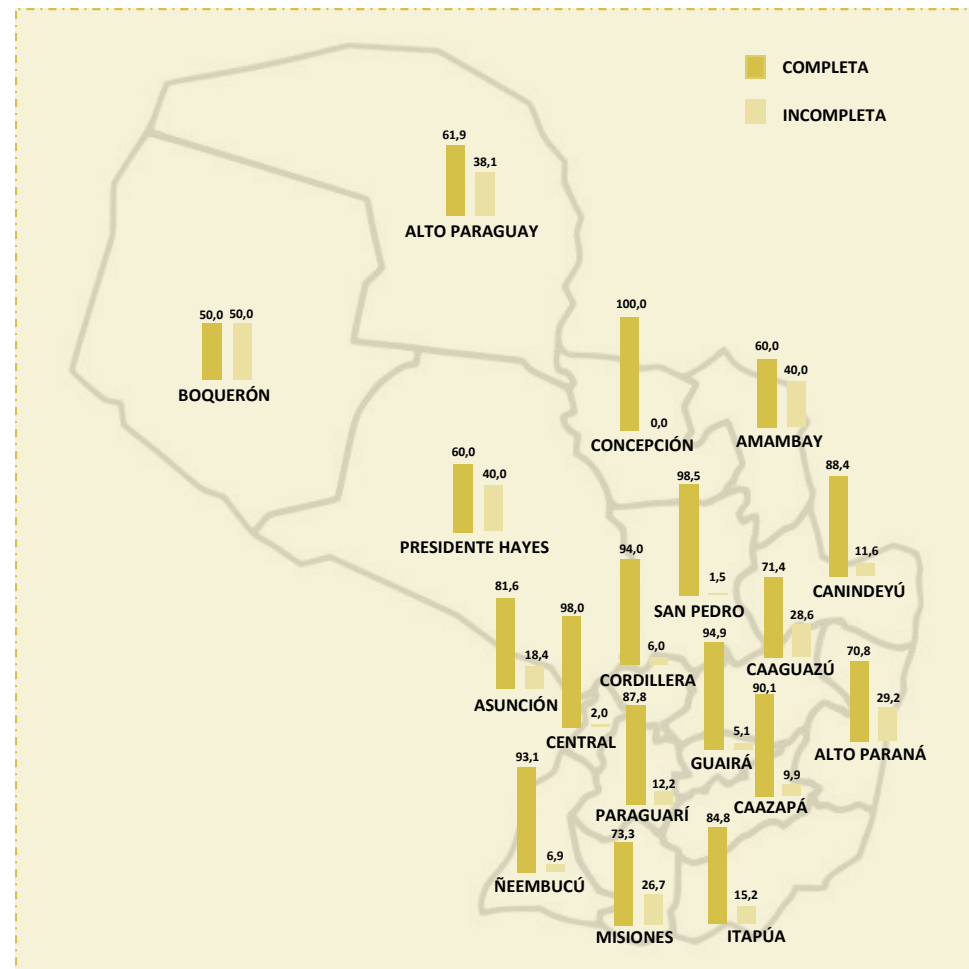 COMPLETA
INCOMPLETA
61,9
38,1
ALTO PARAGUAY
50,0 50,0
BOQUERÓN
100,0
0,0
CONCEPCIÓN
60,0
40,0
AMAMBAY
60,0
40,0
PRESIDENTE HAYES
98,5
1,5
SAN PEDRO
88,4
11,6
CANINDEYÚ
94,0
6,0
CORDILLERA
71,4
28,6
CAAGUAZÚ
81,6
18,4
ASUNCIÓN
98,0
2,0
CENTRAL
94,9
5,1
GUAIRÁ
70,8
29,2
ALTO PARANÁ
87,8
12,2
PARAGUARÍ
90,1
9,9
CAAZAPÁ
93,1
6,9
ÑEEMBUCÚ
73,3
26,7
MISIONES
84,8
15,2
ITAPÚA